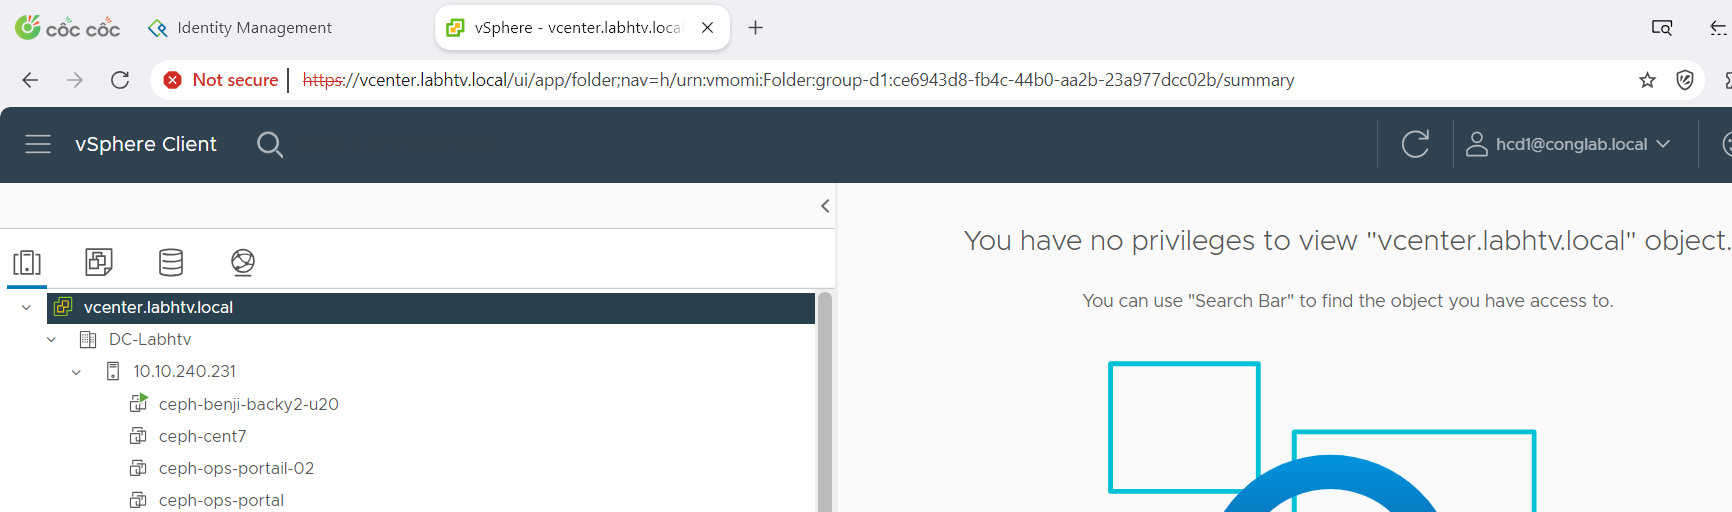 cốc cốc
Identity Management
vSphere - vcenter.labhtv.loca
Not secure
https://vcenter.labhtv.local/ui/app/folder;nav=h/urn:vmomi:Folder:group-d1:ce6943d8-fb4c-44b0-aa2b-23a977dcc02b/summary
vSphere Client
hcd1@conglab.local
You have no privileges to view "vcenter.labhtv.local" object.
You can use "Search Bar" to find the object you have access to.
vcenter.labhtv.local
DC-Labhtv
10.10.240.231
ceph-benji-backy2-u20
ceph-cent7
ceph-ops-portail-02
ceph-ops-portal